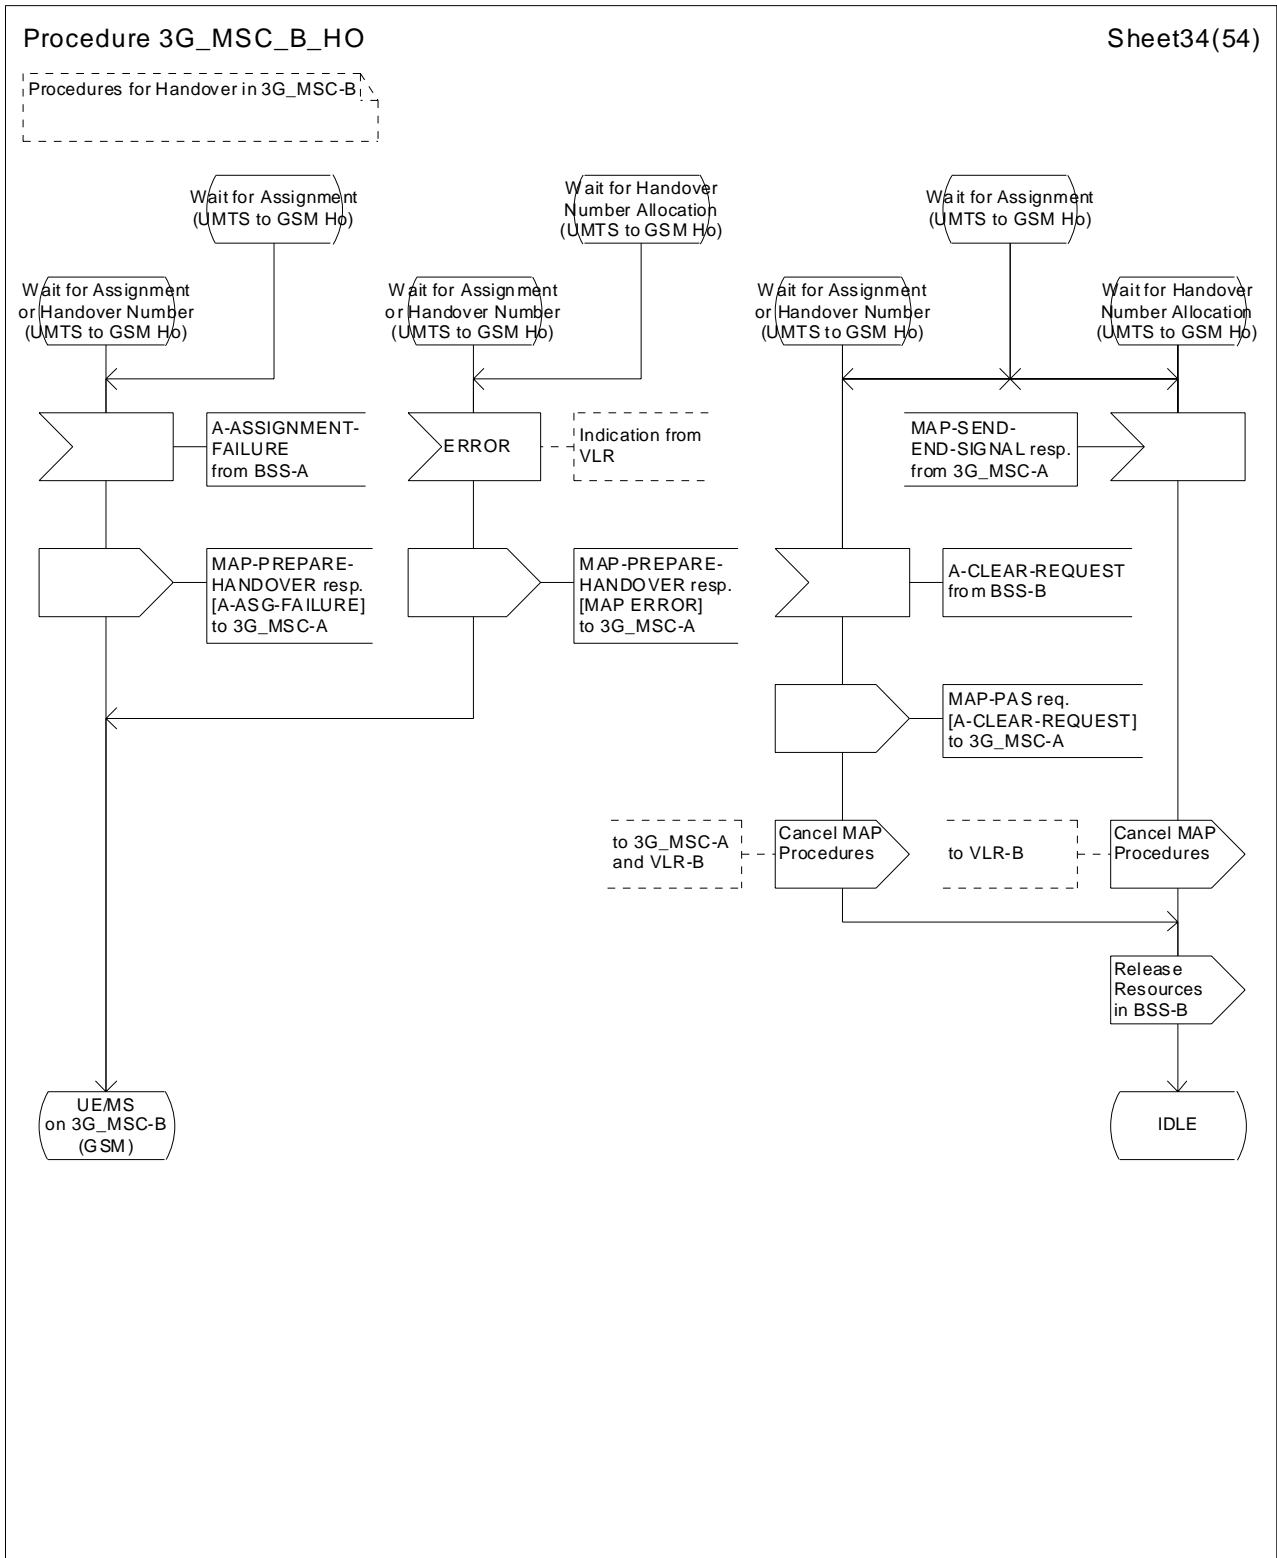 Procedure 3G_MSC_B_HO
Sheet34(54)
Procedures for Handover in 3G_MSC-B
Wait for Assignment
(UMTS to GSM Ho)
Wait for Handover
Number Allocation
(UMTS to GSM Ho)
Wait for Assignment
(UMTS to GSM Ho)
Wait for Assignment
or Handover Number
(UMTS to GSM Ho)
Wait for Assignment
or Handover Number
(UMTS to GSM Ho)
Wait for Assignment
or Handover Number
(UMTS to GSM Ho)
Wait for Handover
Number Allocation
(UMTS to GSM Ho)
A-ASSIGNMENT-
FAILURE
from BSS-A
ERROR
Indication from
VLR
MAP-SEND-
END-SIGNAL resp.
from 3G_MSC-A
MAP-PREPARE-
HANDOVER resp.
[A-ASG-FAILURE]
to 3G_MSC-A
MAP-PREPARE-
HANDOVER resp.
[MAP ERROR]
to 3G_MSC-A
A-CLEAR-REQUEST
from BSS-B
MAP-PAS req.
[A-CLEAR-REQUEST]
to 3G_MSC-A
to 3G_MSC-A
and VLR-B
Cancel MAP
Procedures
to VLR-B
Cancel MAP
Procedures
Release
Resources
in BSS-B
UE/MS
on 3G_MSC-B
(GSM)
IDLE